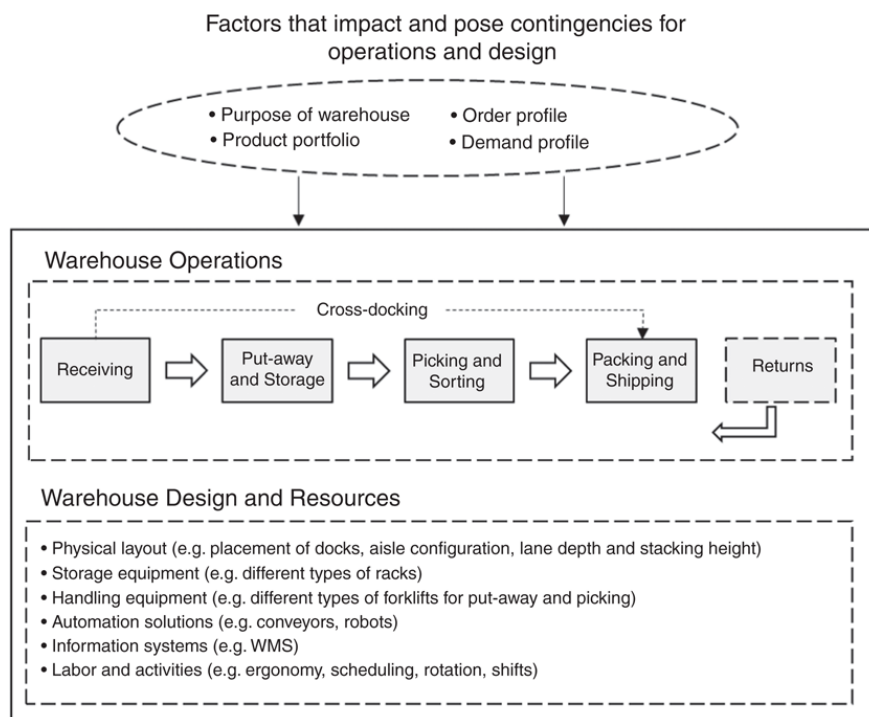 Factors that impact and pose contingencies for
operations and design
• Purpose of warehouse
• Product portfolio
• Order profile
• Demand profile
Warehouse Operations
Cross-docking
Receiving
Put-away
and Storage
Picking and
Sorting
Packing and
Shipping
Returns
Warehouse Design and Resources
• Physical layout (e.g. placement of docks, aisle configuration, lane depth and stacking height)
• Storage equipment (e.g. different types of racks)
• Handling equipment (e.g. different types of forklifts for put-away and picking)
• Automation solutions (e.g. conveyors, robots)
• Information systems (e.g. WMS)
• Labor and activities (e.g. ergonomy, scheduling, rotation, shifts)